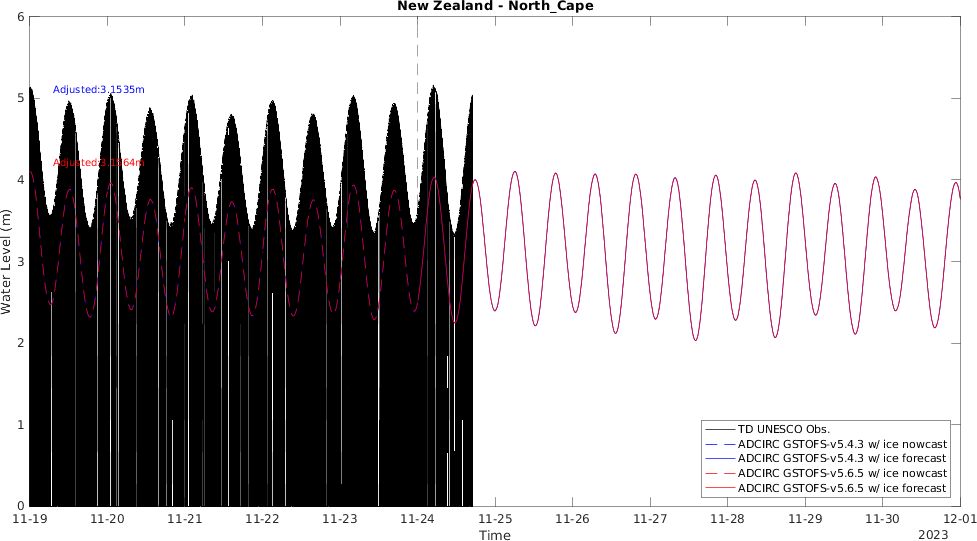 New Zealand - North_Cape
6
5
4
3
2
1
0
Water Level (m)
Adjusted:3.1535m
11-19
11-20
11-21
11-22
11-23
11-24
11-25
11-26
11-27
11-28
11-29
11-30
12-01
Time
2023
TD UNESCO Obs.
ADCIRC GSTOFS-v5.4.3 w/ ice nowcast
ADCIRC GSTOFS-v5.4.3 w/ ice forecast
ADCIRC GSTOFS-v5.6.5 w/ ice nowcast
ADCIRC GSTOFS-v5.6.5 w/ ice forecast